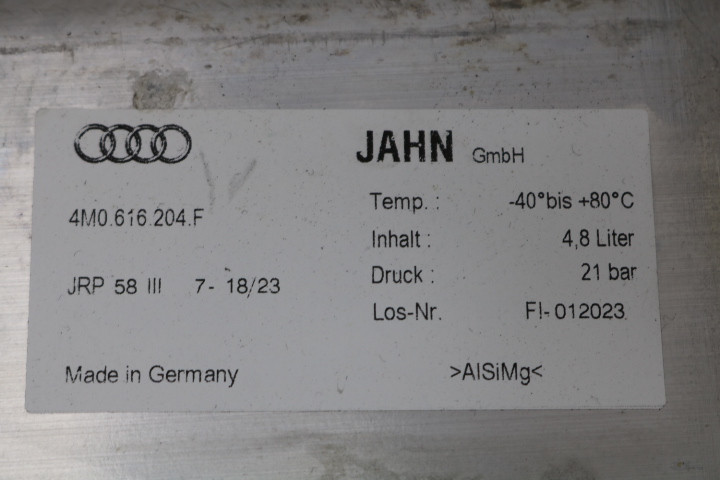 JAHN GmbH
4M0.616.204.F
Temp. : -40°bis +80°C
Inhalt : 4,8 Liter
JRP 58 III 7- 18/23
Druck : 21 bar
Los-Nr. FI- 012023
Made in Germany
>AlSiMg<